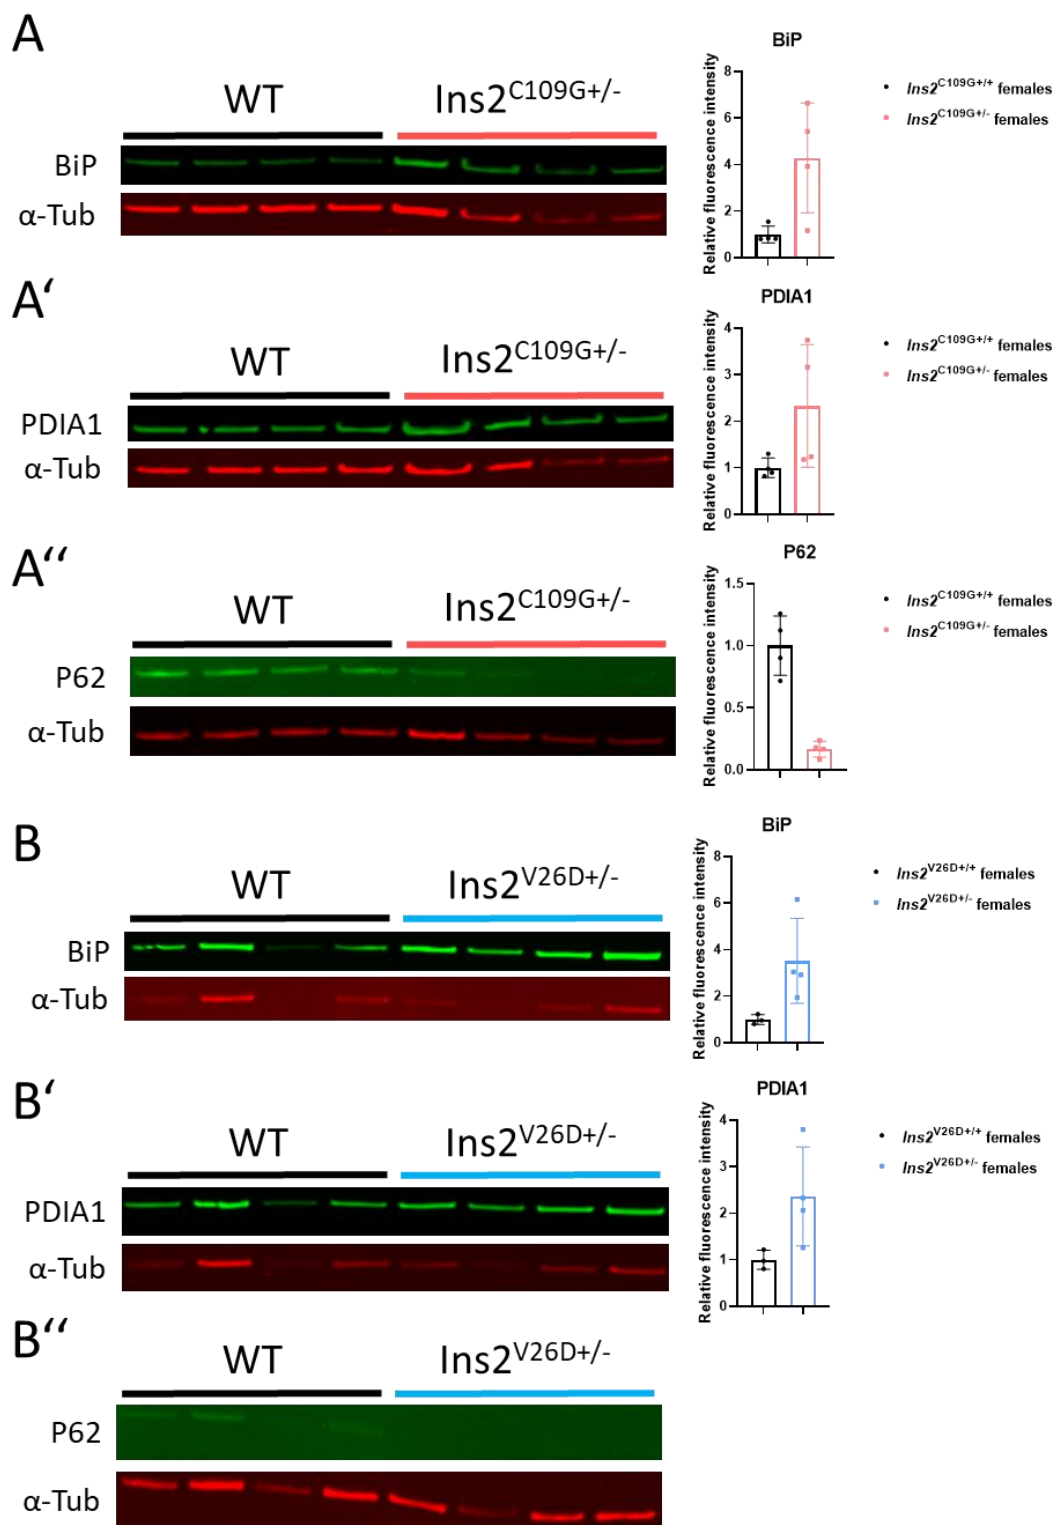 A
WT Ins2C109G+/-
BiP
α-Tub
BiP
Relative fluorescence intensity
8
6
4
2
0
Ins2C109G+/+ females
Ins2C109G+/- females
A‘
WT Ins2C109G+/-
PDIA1
α-Tub
PDIA1
Relative fluorescence intensity
4
3
2
1
0
Ins2C109G+/+ females
Ins2C109G+/- females
A‘‘
WT Ins2C109G+/-
P62
α-Tub
P62
Relative fluorescence intensity
1.5
1.0
0.5
0.0
Ins2C109G+/+ females
Ins2C109G+/- females
B
WT Ins2V26D+/-
BiP
α-Tub
BiP
Relative fluorescence intensity
8
6
4
2
0
Ins2V26D+/+ females
Ins2V26D+/- females
B‘
WT Ins2V26D+/-
PDIA1
α-Tub
PDIA1
Relative fluorescence intensity
4
3
2
1
0
Ins2V26D+/+ females
Ins2V26D+/- females
B‘‘
WT Ins2V26D+/-
P62
α-Tub